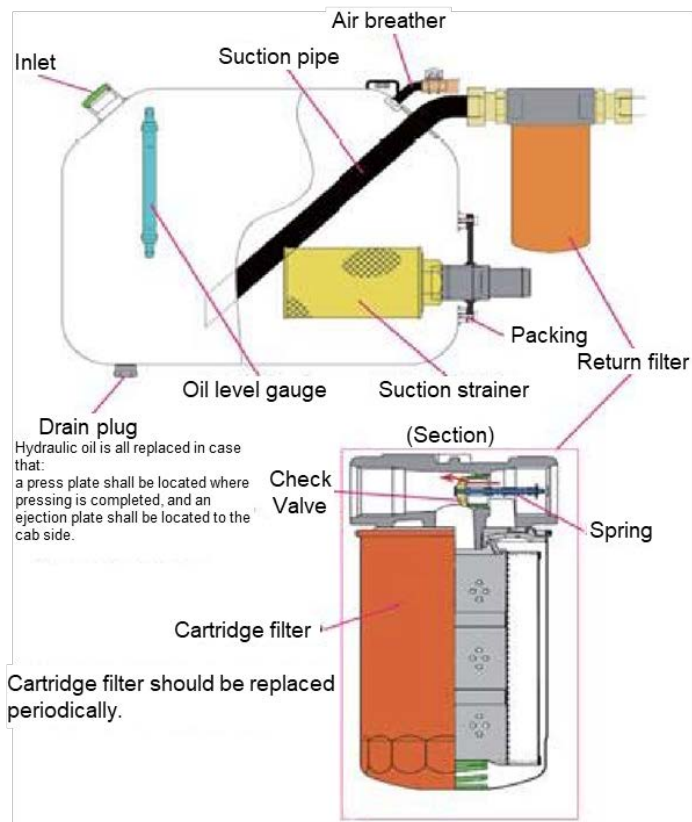 Air breather
Suction pipe
Inlet
Packing
Return filter
Oil level gauge
Suction strainer
Drain plug
Hydraulic oil is all replaced in case
that:
a press plate shall be located where
pressing is completed, and an
ejection plate shall be located to the
cab side.
(Section)
Check
Valve
Spring
Cartridge filter
Cartridge filter should be replaced
periodically.